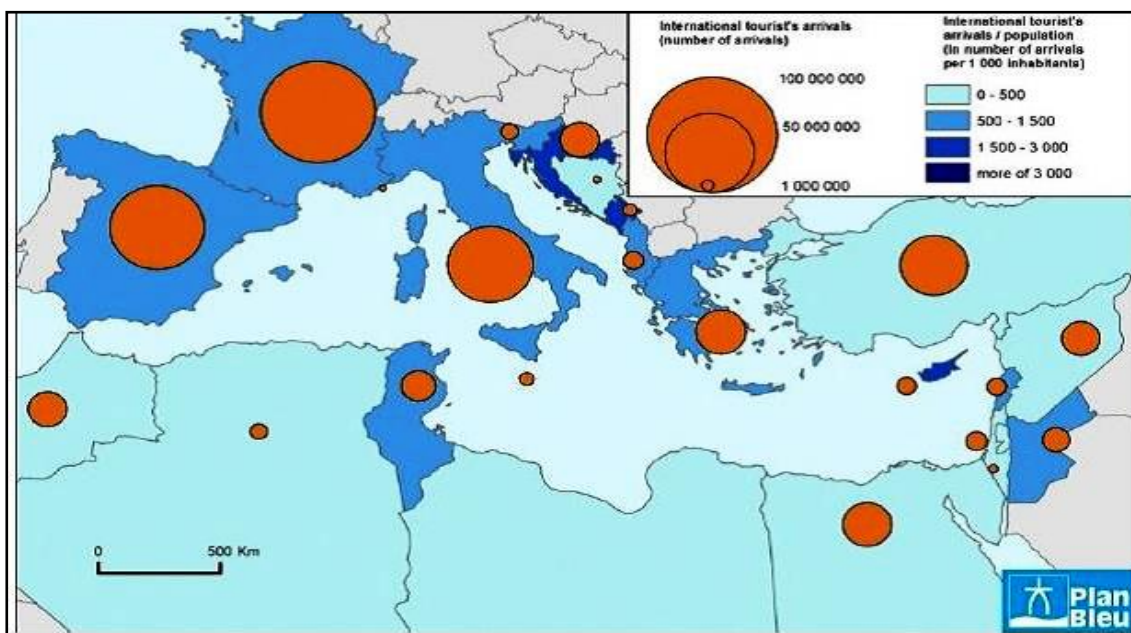 International tourist's arrivals
(number of arrivals)
100 000 000
50 000 000
1 000 000
International tourist's
arrivals / population
(in number of arrivals
per 1 000 inhabitants)
0 - 500
500 - 1 500
1 500 - 3 000
more of 3 000
0 500 Km
Plan
Bleu